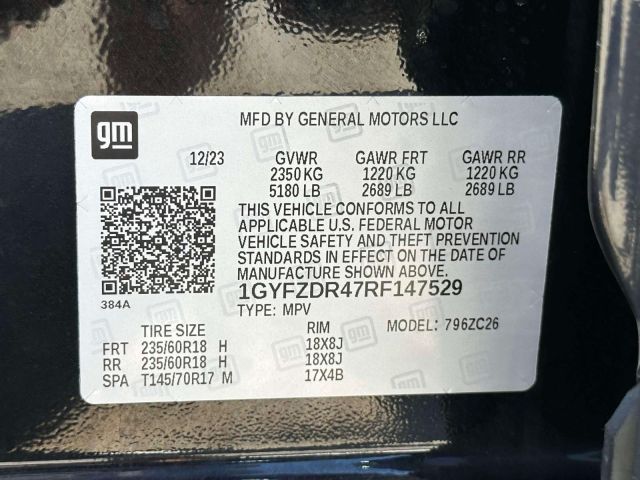 gm
MFD BY GENERAL MOTORS LLC
12/23 GVWR GAWR FRT GAWR RR
2350 KG 1220 KG 1220 KG
5180 LB 2689 LB 2689 LB
THIS VEHICLE CONFORMS TO ALL
APPLICABLE U.S. FEDERAL MOTOR
VEHICLE SAFETY AND THEFT PREVENTION
STANDARDS IN EFFECT ON THE DATE OF
MANUFACTURE SHOWN ABOVE.
384A
1GYFZDR47RF147529
TYPE: MPV MODEL: 796ZC26
TIRE SIZE RIM
FRT 235/60R18 H 18X8J
RR 235/60R18 H 18X8J
SPA T145/70R17 M 17X4B